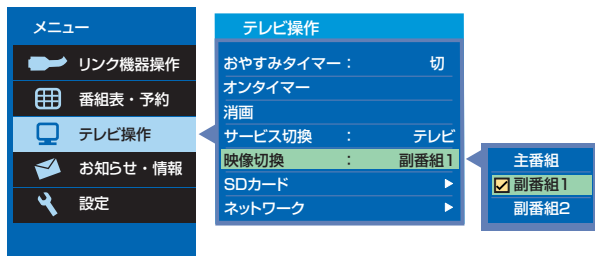 メニュー
リンク機器操作
番組表・予約
テレビ操作
お知らせ・情報
設定
テレビ操作
おやすみタイマー： 切
オンタイマー
消画
サービス切換 ： テレビ
映像切換 ： 副番組1
SDカード
ネットワーク
主番組
副番組1
副番組2